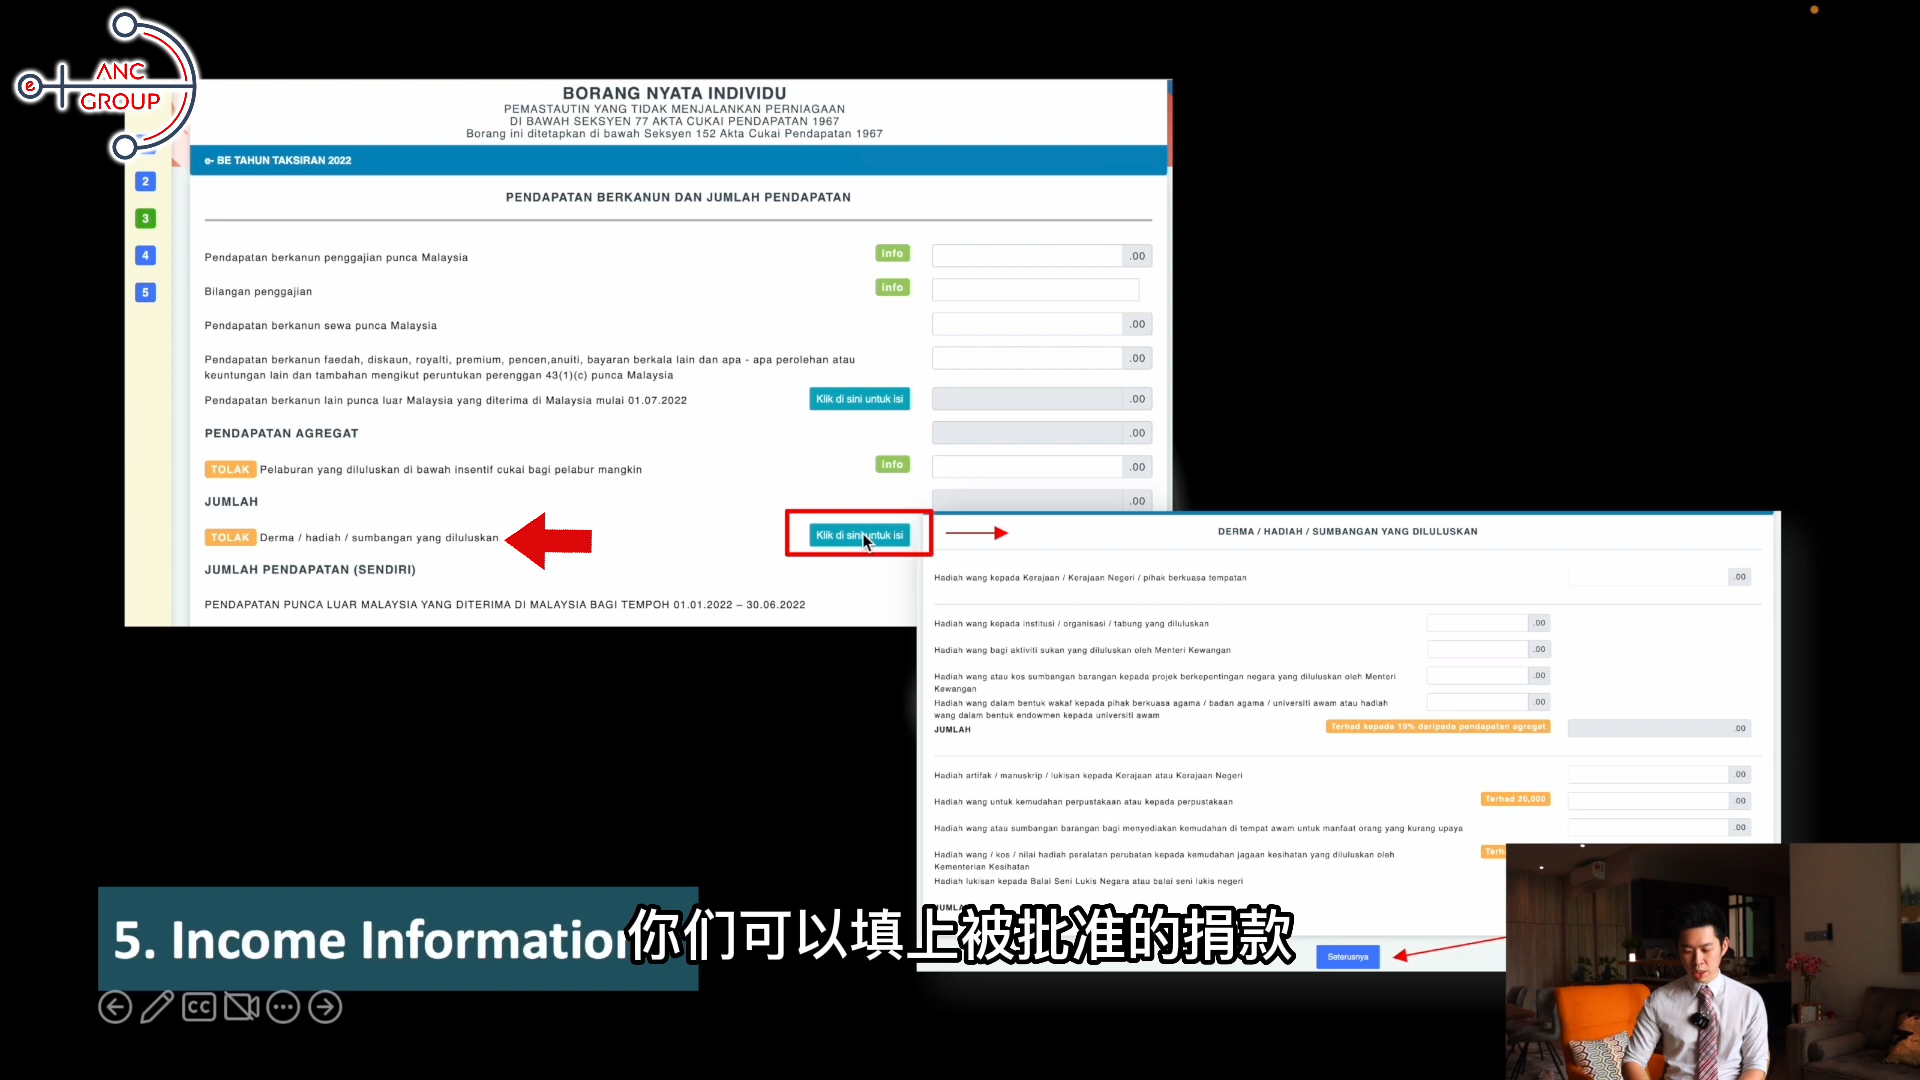 ANC
GROUP
e
BORANG NYATA INDIVIDU
PEMASTAUTIN YANG TIDAK MENJALANKAN PERNIAGAAN
DI BAWAH SEKSYEN 77 AKTA CUKAI PENDAPATAN 1967
Borang ini ditetapkan di bawah Seksyen 152 Akta Cukai Pendapatan 1967
e- BE TAHUN TAKSIRAN 2022
2
3
4
5
PENDAPATAN BERKANUN DAN JUMLAH PENDAPATAN
Pendapatan berkanun penggajian punca Malaysia info .00
Bilangan penggajian info
Pendapatan berkanun sewa punca Malaysia .00
Pendapatan berkanun faedah, diskaun, royalti, premium, pencen,anuiti, bayaran berkala lain dan apa - apa perolehan atau .00
keuntungan lain dan tambahan mengikut peruntukan perenggan 43(1)(c) punca Malaysia
Pendapatan berkanun lain punca luar Malaysia yang diterima di Malaysia mulai 01.07.2022 Klik di sini untuk isi .00
PENDAPATAN AGREGAT .00
TOLAK Pelaburan yang diluluskan di bawah insentif cukai bagi pelabur mangkin info .00
JUMLAH .00
TOLAK Derma / hadiah / sumbangan yang diluluskan Klik di sini untuk isi
JUMLAH PENDAPATAN (SENDIRI)
PENDAPATAN PUNCA LUAR MALAYSIA YANG DITERIMA DI MALAYSIA BAGI TEMPOH 01.01.2022 – 30.06.2022
DERMA / HADIAH / SUMBANGAN YANG DILULUSKAN
Hadiah wang kepada Kerajaan / Kerajaan Negeri / pihak berkuasa tempatan .00
Hadiah wang kepada institusi / organisasi / tabung yang diluluskan .00
Hadiah wang bagi aktiviti sukan yang diluluskan oleh Menteri Kewangan .00
Hadiah wang atau kos sumbangan barangan kepada projek berkepentingan negara yang diluluskan oleh Menteri .00
Kewangan
Hadiah wang dalam bentuk wakaf kepada pihak berkuasa agama / badan agama / universiti awam atau hadiah .00
wang dalam bentuk endowmen kepada universiti awam
JUMLAH Terhad kepada 10% daripada pendapatan agregat .00
Hadiah artifak / manuskrip / lukisan kepada Kerajaan atau Kerajaan Negeri .00
Hadiah wang untuk kemudahan perpustakaan atau kepada perpustakaan Terhad 20,000 .00
Hadiah wang atau sumbangan barangan bagi menyediakan kemudahan di tempat awam untuk manfaat orang yang kurang upaya .00
Hadiah wang / kos / nilai hadiah peralatan perubatan kepada kemudahan jagaan kesihatan yang diluluskan oleh
Kementerian Kesihatan
Hadiah lukisan kepada Balai Seni Lukis Negara atau balai seni lukis negeri
Seterusnya
5. Income Information
你们可以填上被批准的捐款
CC